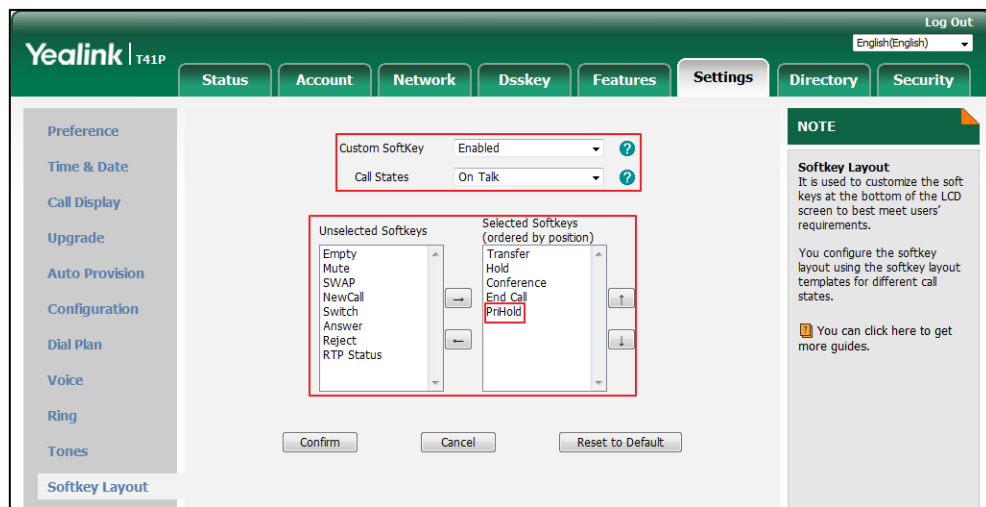 Log Out
English(English)
Yealink | T41P
Status
Account
Network
Dsskey
Features
Settings
Directory
Security
Preference
Time & Date
Call Display
Upgrade
Auto Provision
Configuration
Dial Plan
Voice
Ring
Tones
Softkey Layout
Custom SoftKey Enabled ?
Call States On Talk ?
Unselected Softkeys
Empty
Mute
SWAP
NewCall
Switch
Answer
Reject
RTP Status
→
←
Selected Softkeys
(ordered by position)
Transfer
Hold
Conference
End Call
PriHold
↑
↓
Confirm
Cancel
Reset to Default
NOTE
Softkey Layout
It is used to customize the soft
keys at the bottom of the LCD
screen to best meet users'
requirements.
You configure the softkey
layout using the softkey layout
templates for different call
states.
? You can click here to get
more guides.